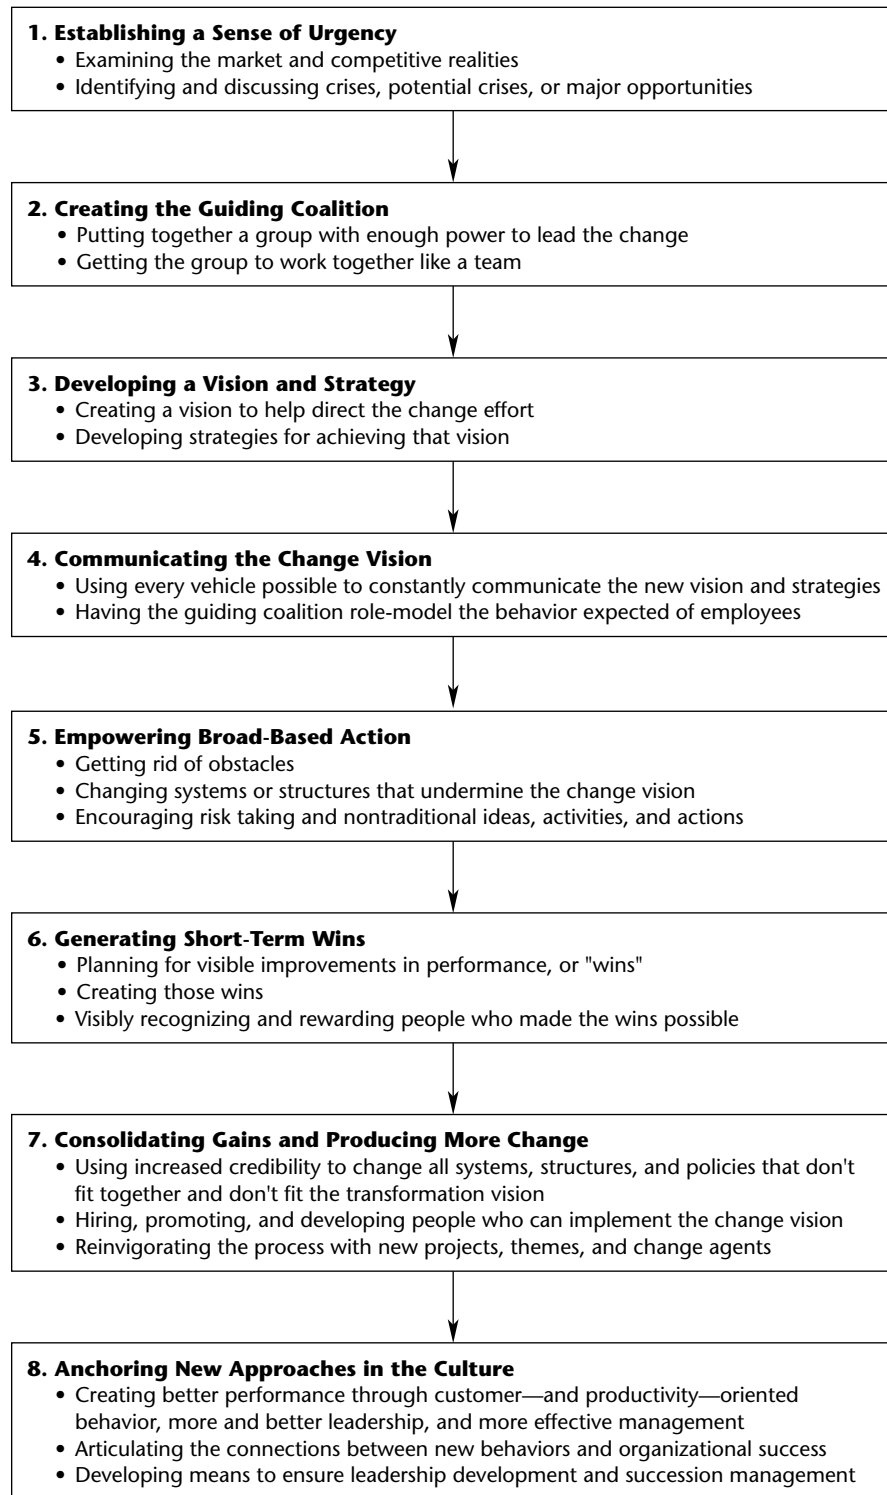 1. Establishing a Sense of Urgency
• Examining the market and competitive realities
• Identifying and discussing crises, potential crises, or major opportunities
2. Creating the Guiding Coalition
• Putting together a group with enough power to lead the change
• Getting the group to work together like a team
3. Developing a Vision and Strategy
• Creating a vision to help direct the change effort
• Developing strategies for achieving that vision
4. Communicating the Change Vision
• Using every vehicle possible to constantly communicate the new vision and strategies
• Having the guiding coalition role-model the behavior expected of employees
5. Empowering Broad-Based Action
• Getting rid of obstacles
• Changing systems or structures that undermine the change vision
• Encouraging risk taking and nontraditional ideas, activities, and actions
6. Generating Short-Term Wins
• Planning for visible improvements in performance, or "wins"
• Creating those wins
• Visibly recognizing and rewarding people who made the wins possible
7. Consolidating Gains and Producing More Change
• Using increased credibility to change all systems, structures, and policies that don't
fit together and don't fit the transformation vision
• Hiring, promoting, and developing people who can implement the change vision
• Reinvigorating the process with new projects, themes, and change agents
8. Anchoring New Approaches in the Culture
• Creating better performance through customer—and productivity—oriented
behavior, more and better leadership, and more effective management
• Articulating the connections between new behaviors and organizational success
• Developing means to ensure leadership development and succession management